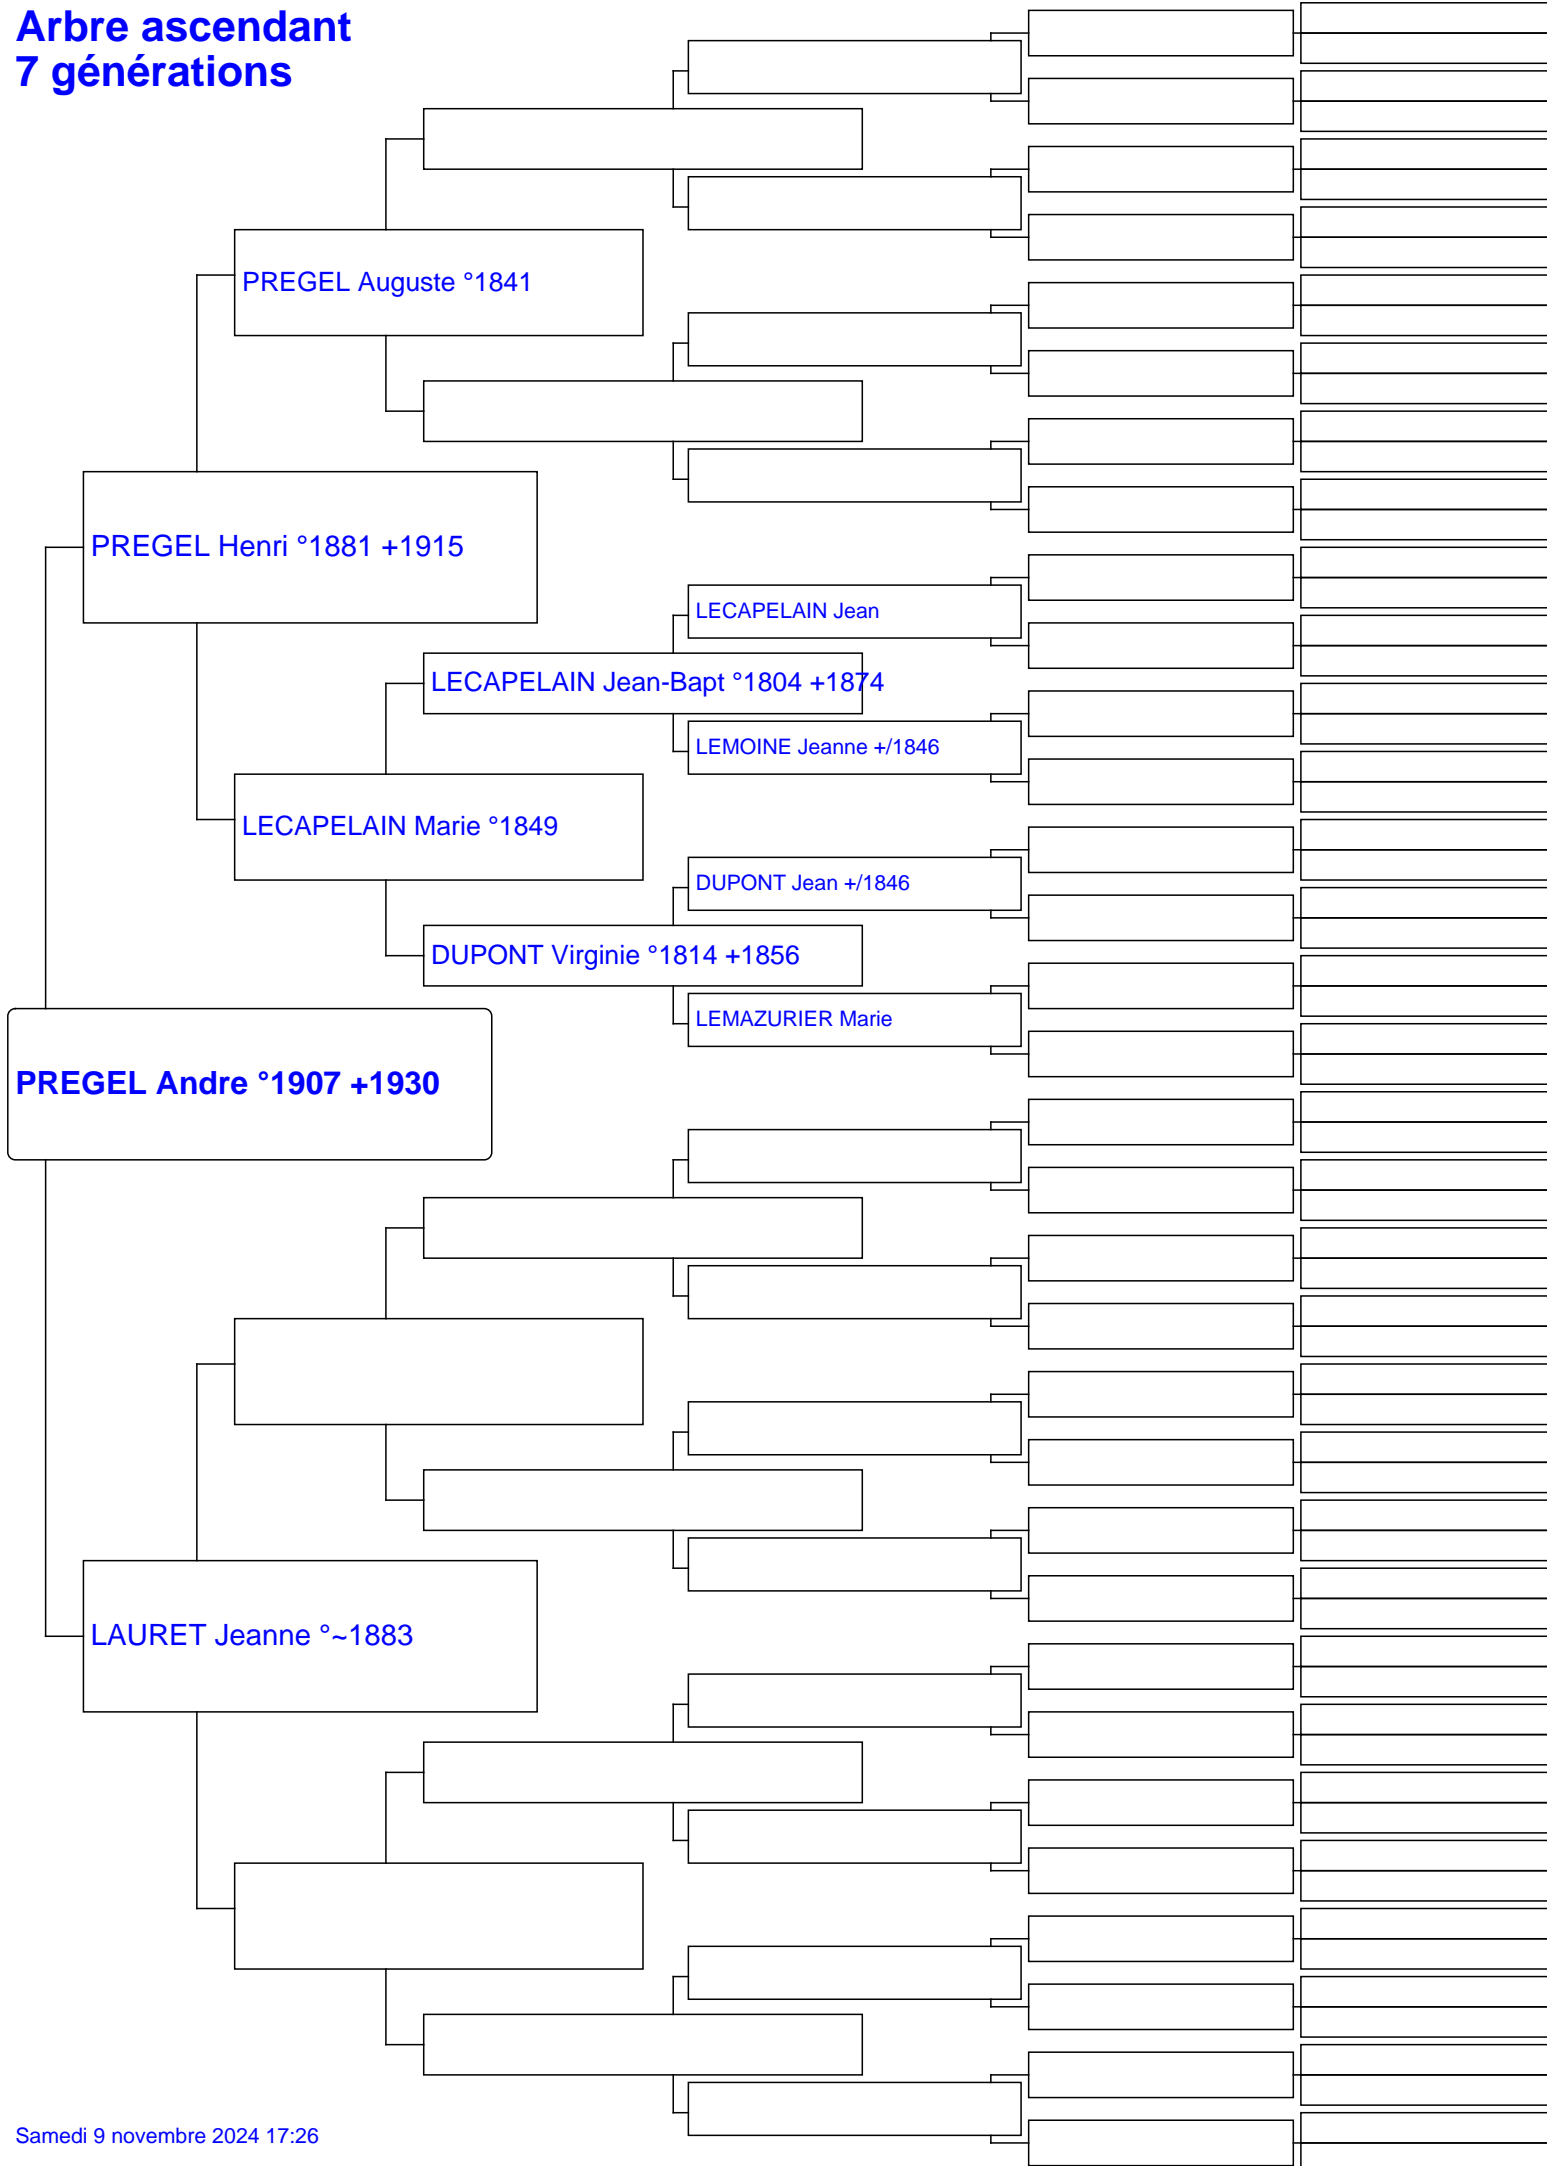 Arbre ascendant
7 générations
PREGEL Auguste °1841
PREGEL Henri °1881 +1915
LECAPELAIN Jean
LECAPELAIN Jean-Bapt °1804 +1874
LEMOINE Jeanne +/1846
LECAPELAIN Marie °1849
DUPONT Jean +/1846
DUPONT Virginie °1814 +1856
LEMAZURIER Marie
PREGEL Andre °1907 +1930
LAURET Jeanne °~1883
Samedi 9 novembre 2024 17:26